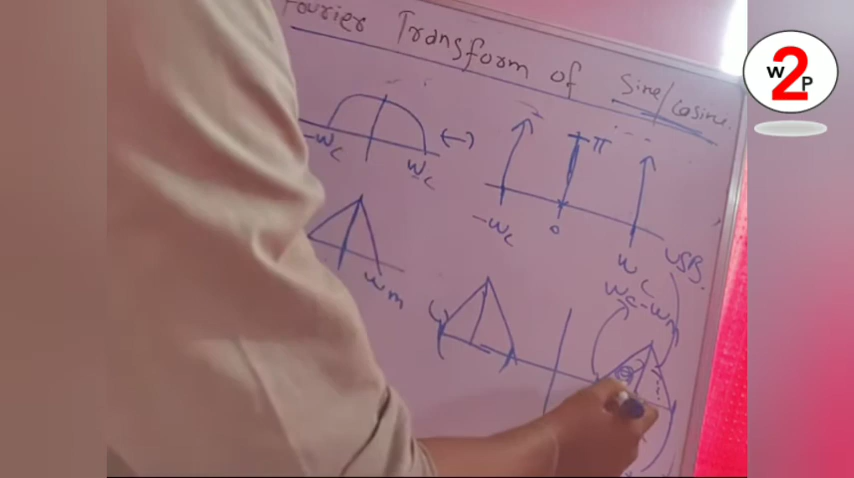 Fourier Transform of Sine/Cosine.
W2P
-Wc Wc
↔
π
-Wc 0 Wc
Wm
USB.
Wc-Wm